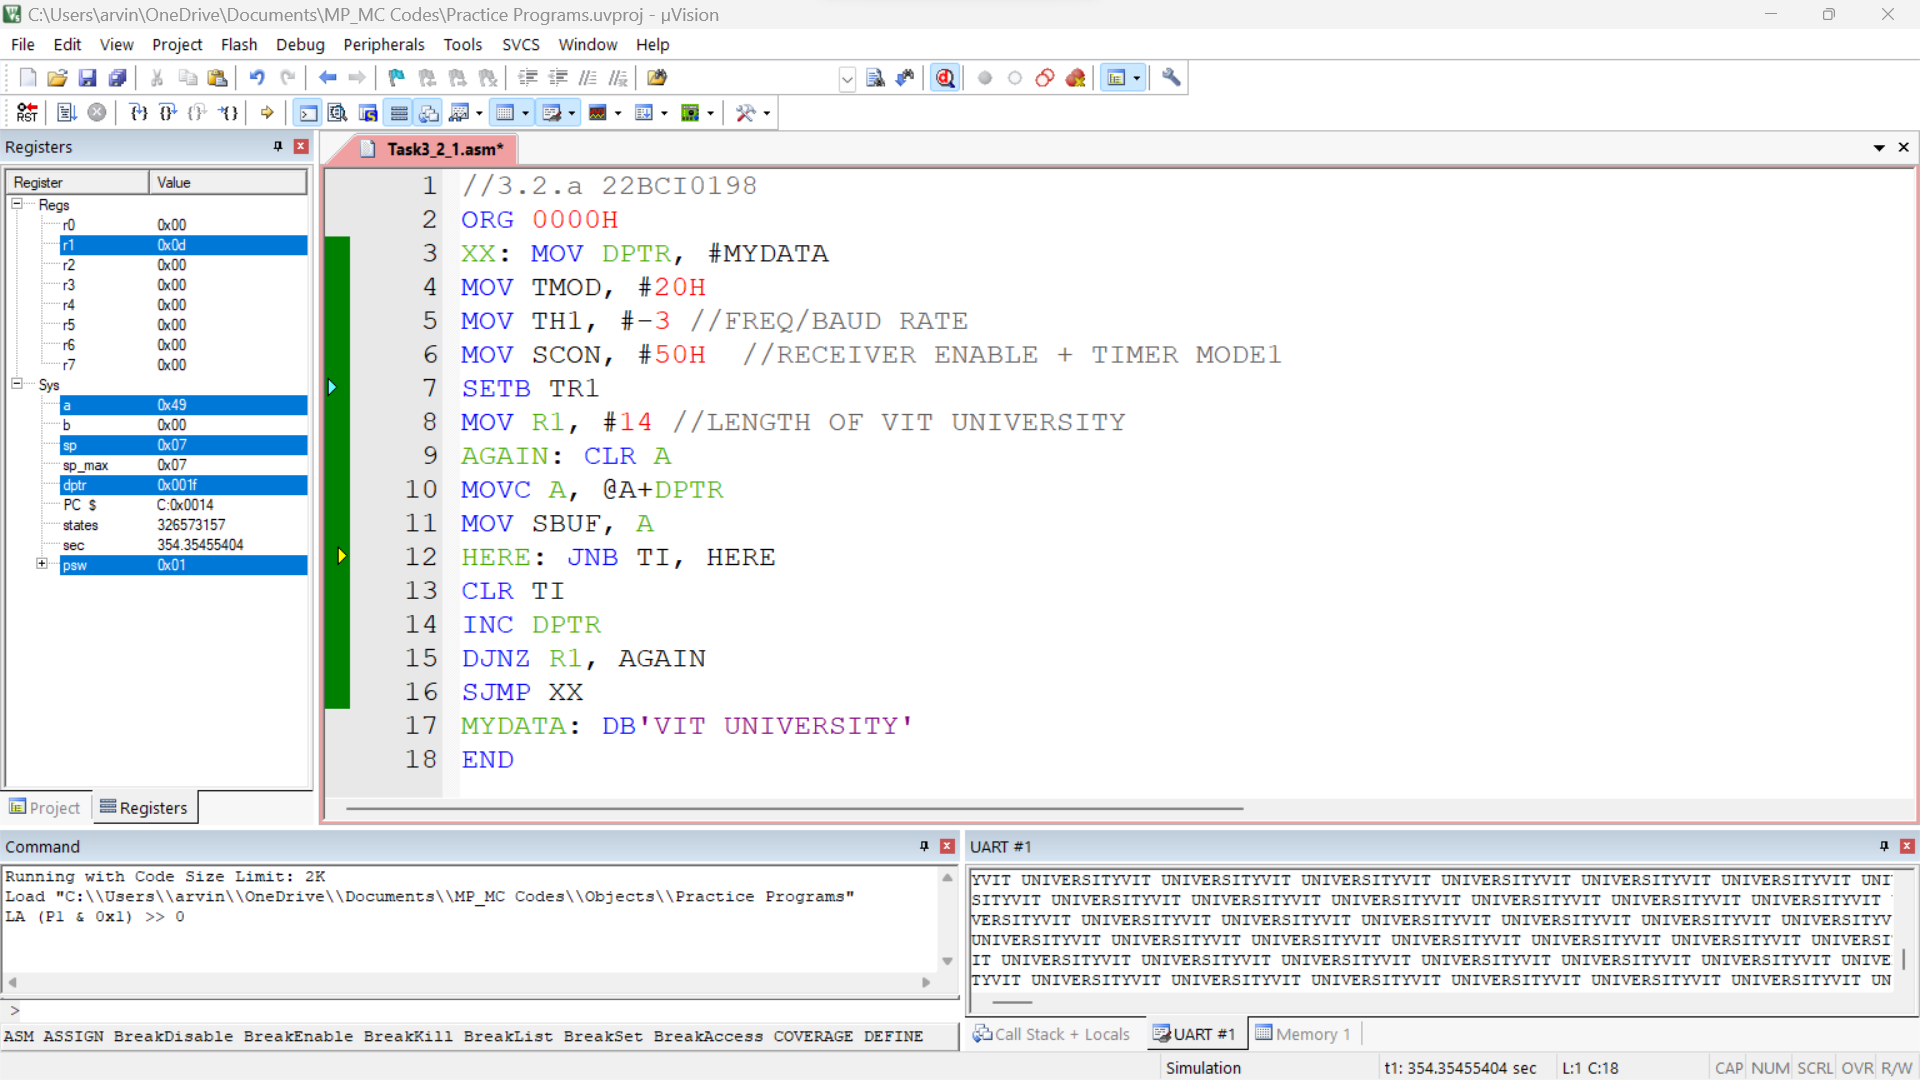 C:\Users\arvin\OneDrive\Documents\MP_MC Codes\Practice Programs.uvproj - µVision
File Edit View Project Flash Debug Peripherals Tools SVCS Window Help
RST
Registers
Register Value
Regs
r0 0x00
r1 0x0d
r2 0x00
r3 0x00
r4 0x00
r5 0x00
r6 0x00
r7 0x00
Sys
a 0x49
b 0x00
sp 0x07
sp_max 0x07
dptr 0x001f
PC $ C:0x0014
states 326573157
sec 354.35455404
psw 0x01
Project Registers
Task3_2_1.asm*
1 //3.2.a 22BCI0198
2 ORG 0000H
3 XX: MOV DPTR, #MYDATA
4 MOV TMOD, #20H
5 MOV TH1, #-3 //FREQ/BAUD RATE
6 MOV SCON, #50H //RECEIVER ENABLE + TIMER MODE1
7 SETB TR1
8 MOV R1, #14 //LENGTH OF VIT UNIVERSITY
9 AGAIN: CLR A
10 MOVC A, @A+DPTR
11 MOV SBUF, A
12 HERE: JNB TI, HERE
13 CLR TI
14 INC DPTR
15 DJNZ R1, AGAIN
16 SJMP XX
17 MYDATA: DB'VIT UNIVERSITY'
18 END
Command
Running with Code Size Limit: 2K
Load "C:\\Users\\arvin\\OneDrive\\Documents\\MP_MC Codes\\Objects\\Practice Programs"
LA (P1 & 0x1) >> 0
>
ASM ASSIGN BreakDisable BreakEnable BreakKill BreakList BreakSet BreakAccess COVERAGE DEFINE
UART #1
YVIT UNIVERSITYVIT UNIVERSITYVIT UNIVERSITYVIT UNIVERSITYVIT UNIVERSITYVIT UNIVERSITYVIT UNI
SITYVIT UNIVERSITYVIT UNIVERSITYVIT UNIVERSITYVIT UNIVERSITYVIT UNIVERSITYVIT UNIVERSITYVIT
VERSITYVIT UNIVERSITYVIT UNIVERSITYVIT UNIVERSITYVIT UNIVERSITYVIT UNIVERSITYVIT UNIVERSITYV
UNIVERSITYVIT UNIVERSITYVIT UNIVERSITYVIT UNIVERSITYVIT UNIVERSITYVIT UNIVERSITYVIT UNIVERSI
IT UNIVERSITYVIT UNIVERSITYVIT UNIVERSITYVIT UNIVERSITYVIT UNIVERSITYVIT UNIVERSITYVIT UNIVE
TYVIT UNIVERSITYVIT UNIVERSITYVIT UNIVERSITYVIT UNIVERSITYVIT UNIVERSITYVIT UNIVERSITYVIT UN
Call Stack + Locals UART #1 Memory 1
Simulation t1: 354.35455404 sec L:1 C:18 CAP NUM SCRL OVR R/W